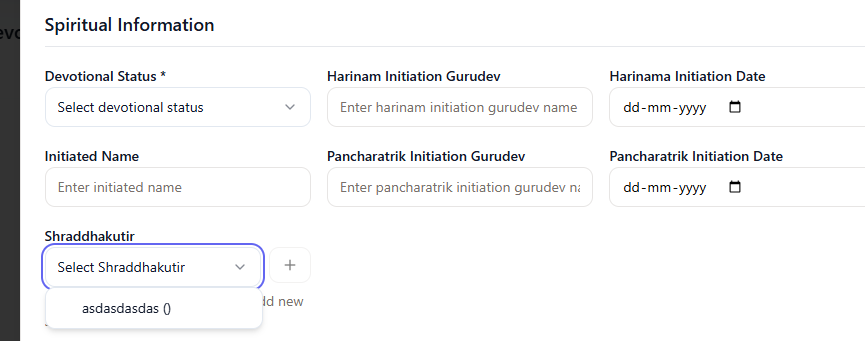 Spiritual Information
Devotional Status * Harinam Initiation Gurudev Harinama Initiation Date
Select devotional status Enter harinam initiation gurudev name dd-mm-yyyy
Initiated Name Pancharatrik Initiation Gurudev Pancharatrik Initiation Date
Enter initiated name Enter pancharatrik initiation gurudev na dd-mm-yyyy
Shraddhakutir
Select Shraddhakutir +
dd new
asdasdasdas ()